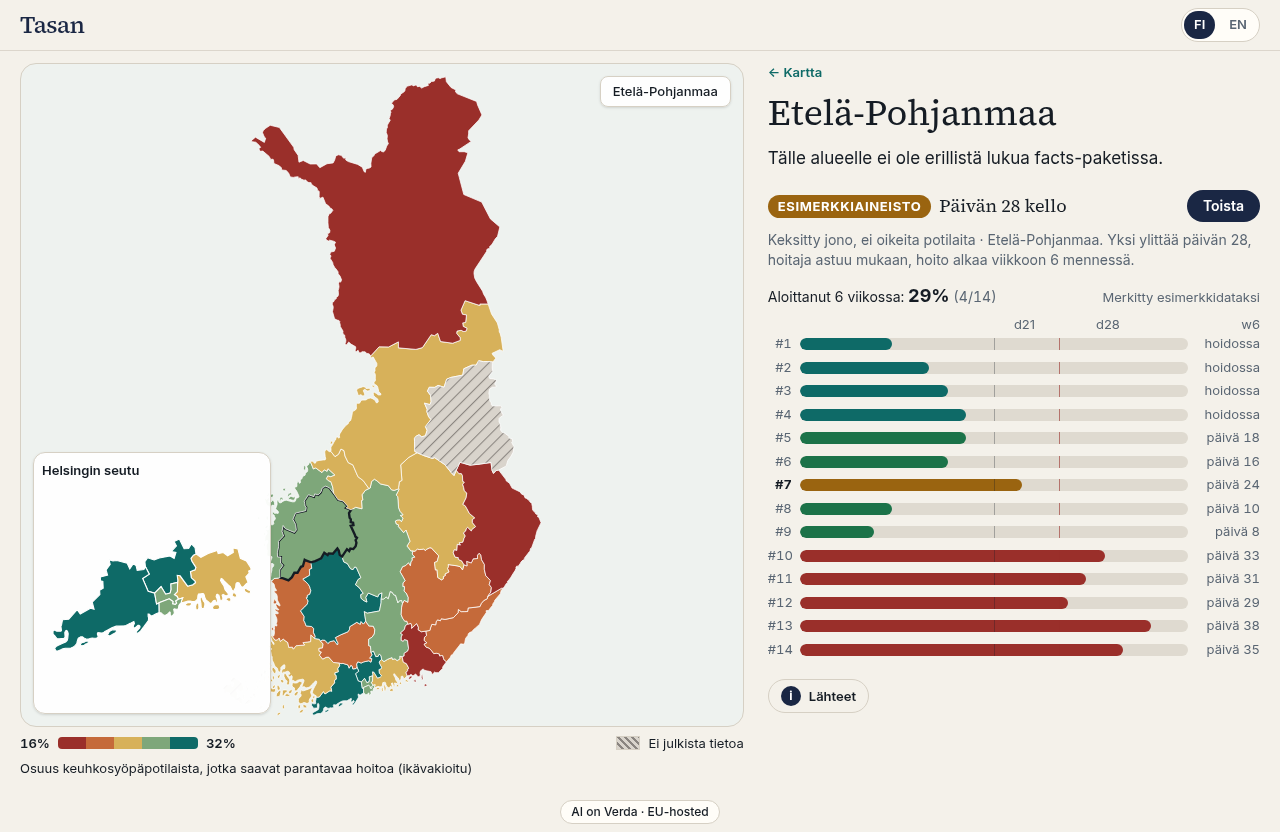 Tasan
FI EN
Etelä-Pohjanmaa
Helsingin seutu
16% 32%
Ei julkista tietoa
Osuus keuhkosyöpäpotilaista, jotka saavat parantavaa hoitoa (ikävakioitu)
← Kartta
Etelä-Pohjanmaa
Tälle alueelle ei ole erillistä lukua facts-paketissa.
ESIMERKKIAINEISTO Päivän 28 kello Toista
Keksitty jono, ei oikeita potilaita · Etelä-Pohjanmaa. Yksi ylittää päivän 28,
hoitaja astuu mukaan, hoito alkaa viikkoon 6 mennessä.
Aloittanut 6 viikossa: 29% (4/14) Merkitty esimerkkidataksi
d21 d28 w6
#1 hoidossa
#2 hoidossa
#3 hoidossa
#4 hoidossa
#5 päivä 18
#6 päivä 16
#7 päivä 24
#8 päivä 10
#9 päivä 8
#10 päivä 33
#11 päivä 31
#12 päivä 29
#13 päivä 38
#14 päivä 35
i Lähteet
AI on Verda · EU-hosted